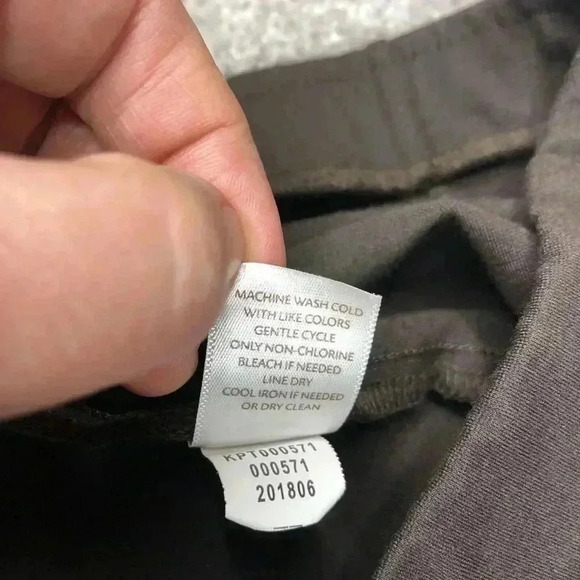 MACHINE WASH COLD
WITH LIKE COLORS
GENTLE CYCLE
ONLY NON-CHLORINE
BLEACH IF NEEDED
LINE DRY
COOL IRON IF NEEDED
OR DRY CLEAN
KPT000571
000571
201806